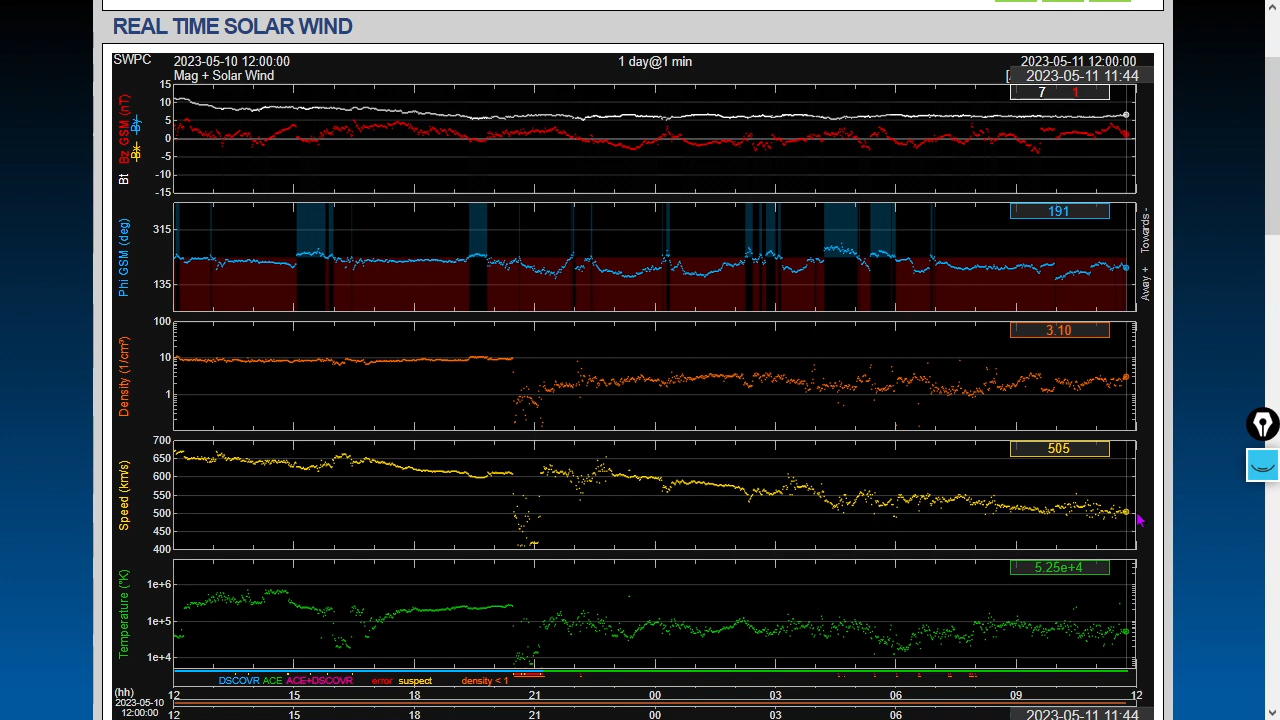 REAL TIME SOLAR WIND
SWPC 2023-05-10 12:00:00 1 day@1 min 2023-05-11 12:00:00
Mag + Solar Wind 2023-05-11 11:44
7 1
Bt Bz GSM (nT) Bx By
15
10
5
0
-5
-10
-15
191
Phi GSM (deg)
315
135
Away + Towards -
3.10
Density (1/cm³)
100
10
1
505
Speed (km/s)
700
650
600
550
500
450
400
5.25e+4
Temperature (°K)
1e+6
1e+5
1e+4
DSCOVR ACE ACE+DSCOVR error suspect density < 1
(hh) 12 15 18 21 00 03 06 09 12
2023-05-10
12:00:00 12 15 18 21 00 03 06 2023-05-11 11:44